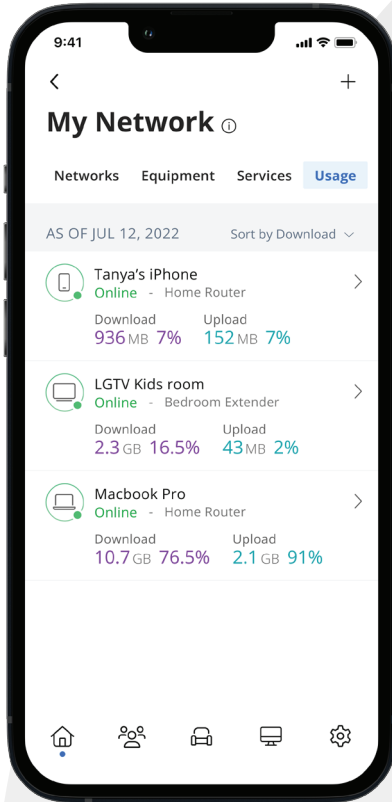 9:41
My Network
Networks Equipment Services Usage
AS OF JUL 12, 2022 Sort by Download
Tanya’s iPhone
Online - Home Router
Download Upload
936 MB 7% 152 MB 7%
LGTV Kids room
Online - Bedroom Extender
Download Upload
2.3 GB 16.5% 43 MB 2%
Macbook Pro
Online - Home Router
Download Upload
10.7 GB 76.5% 2.1 GB 91%